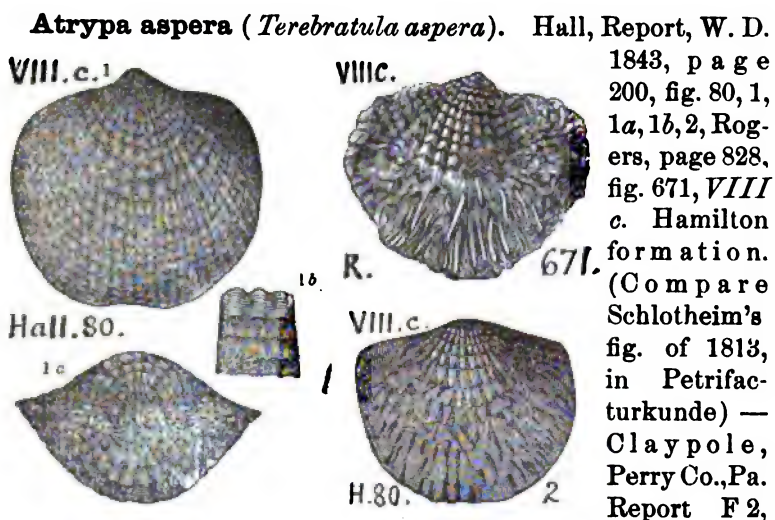 Atrypa aspera (Terebratula aspera). Hall, Report, W. D.
1843, page
200, fig. 80, 1,
1a, 1b, 2, Rog-
ers, page 828,
fig. 671, VIII
c. Hamilton
formation.
(Compare
Schlotheim's
fig. of 1813,
in Petrifac-
turkunde) —
Claypole,
Perry Co., Pa.
Report F 2,
VIII.c. 1
VIIIC.
R. 671.
Hall.80.
1b
1a
VIII.c.
1
H.80. 2